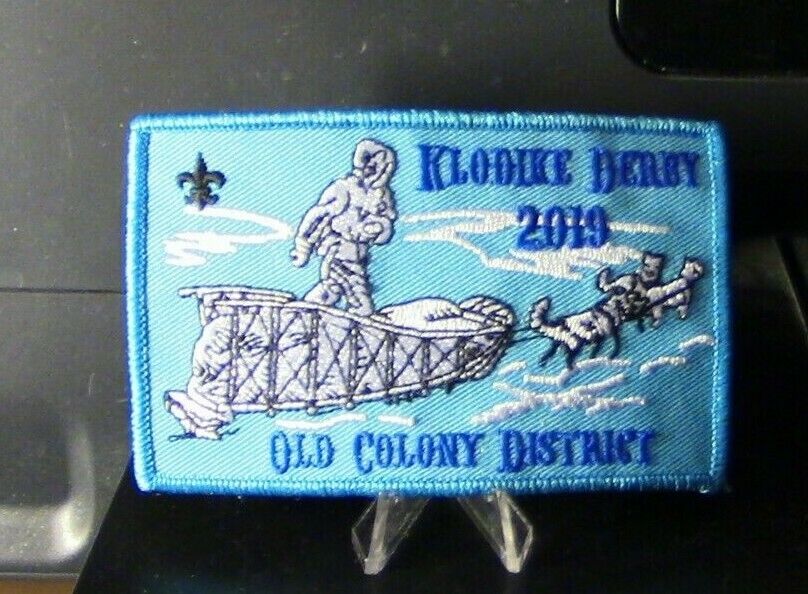 KLODIKE DERBY
2019
OLD COLONY DISTRICT